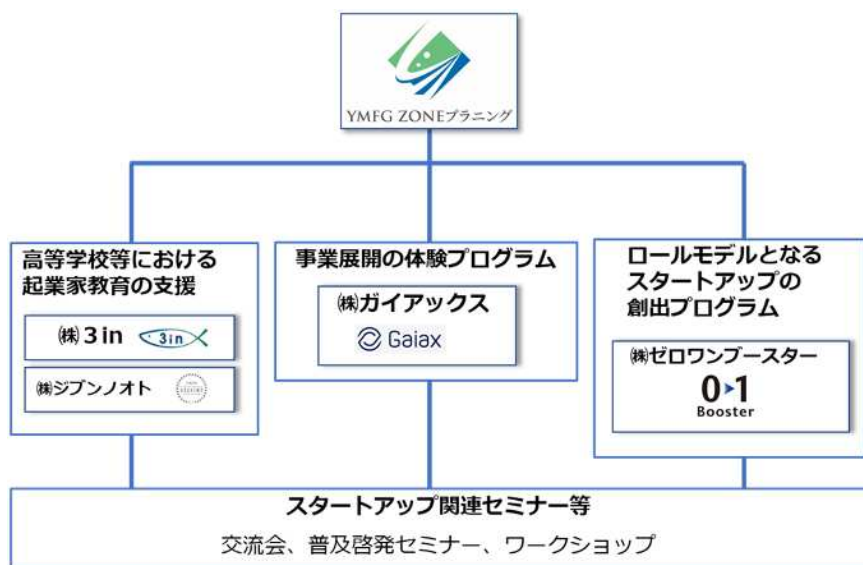 YMFG ZONEプラニング
高等学校等における
起業家教育の支援
㈱３in
3in
㈱ジブンノオト
事業展開の体験プログラム
㈱ガイアックス
Gaiax
ロールモデルとなる
スタートアップの
創出プログラム
㈱ゼロワンブースター
0▸1
Booster
スタートアップ関連セミナー等
交流会、普及啓発セミナー、ワークショップ